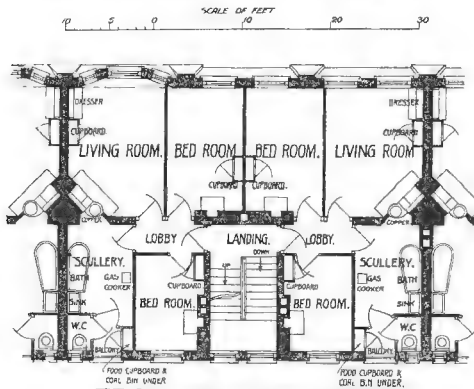 SCALE OF FEET
10 5 0 10 20 30
DRESSER
DRESSER
CUPBOARD
CUPBOARD
LIVING ROOM. BED ROOM BED ROOM. LIVING ROOM
CUPBOARD CUPBOARD.
COPPER
COPPER
LOBBY LANDING. LOBBY.
DOWN
UP
SCULLERY.
SCULLERY.
BATH
GAS
COOKER
CUPBOARD
CUPBOARD
GAS
COOKER
BATH
SINK
BED ROOM. BED ROOM.
SINK
W.C
W.C
BALCONY
BALCONY
FOOD CUPBOARD &
COAL BIN UNDER
FOOD CUPBOARD &
COAL B.N UNDER